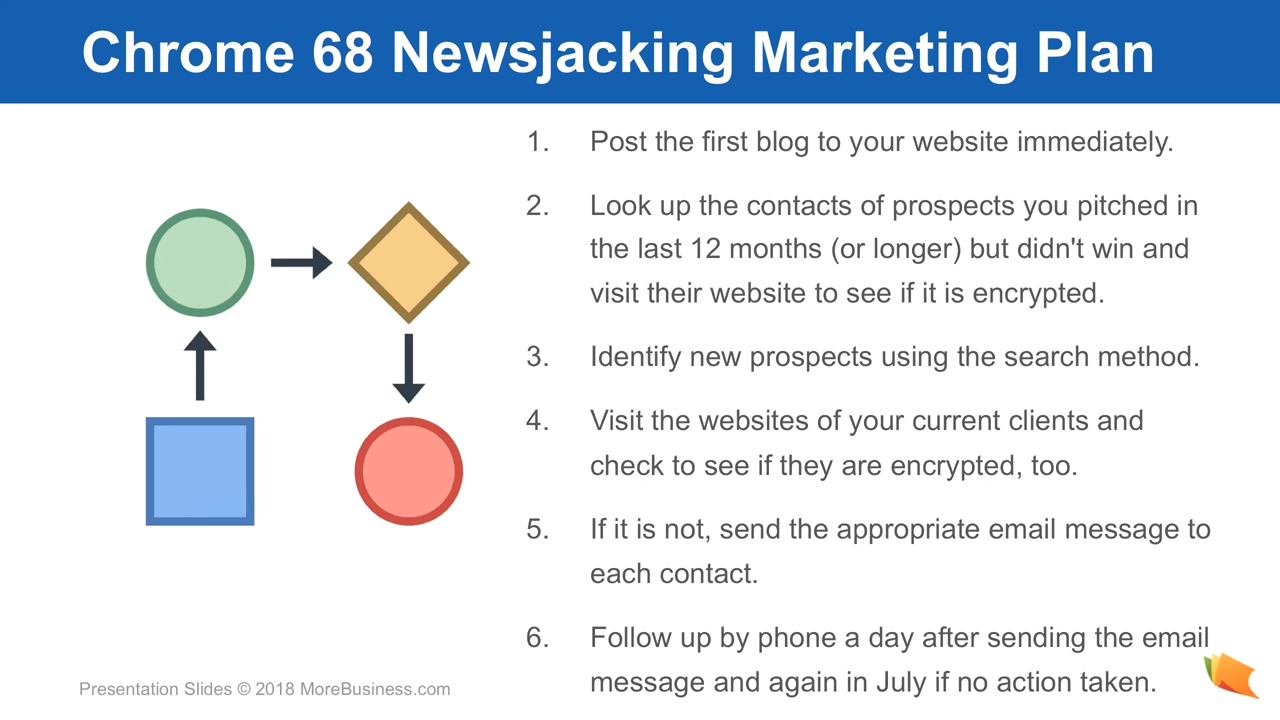 Chrome 68 Newsjacking Marketing Plan
1. Post the first blog to your website immediately.
2. Look up the contacts of prospects you pitched in
the last 12 months (or longer) but didn't win and
visit their website to see if it is encrypted.
3. Identify new prospects using the search method.
4. Visit the websites of your current clients and
check to see if they are encrypted, too.
5. If it is not, send the appropriate email message to
each contact.
6. Follow up by phone a day after sending the email
message and again in July if no action taken.
Presentation Slides © 2018 MoreBusiness.com